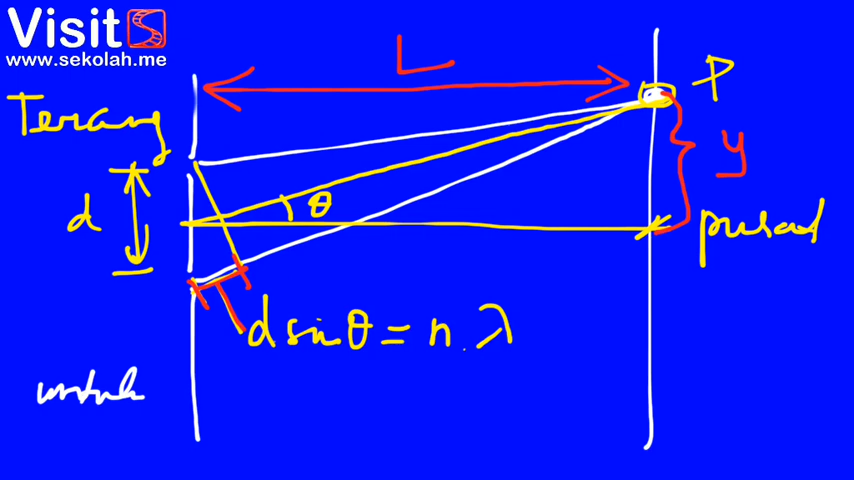 Visit S
www.sekolah.me
L
P
Terang
y
d
θ
pusat
d sin θ = n . λ
untuk